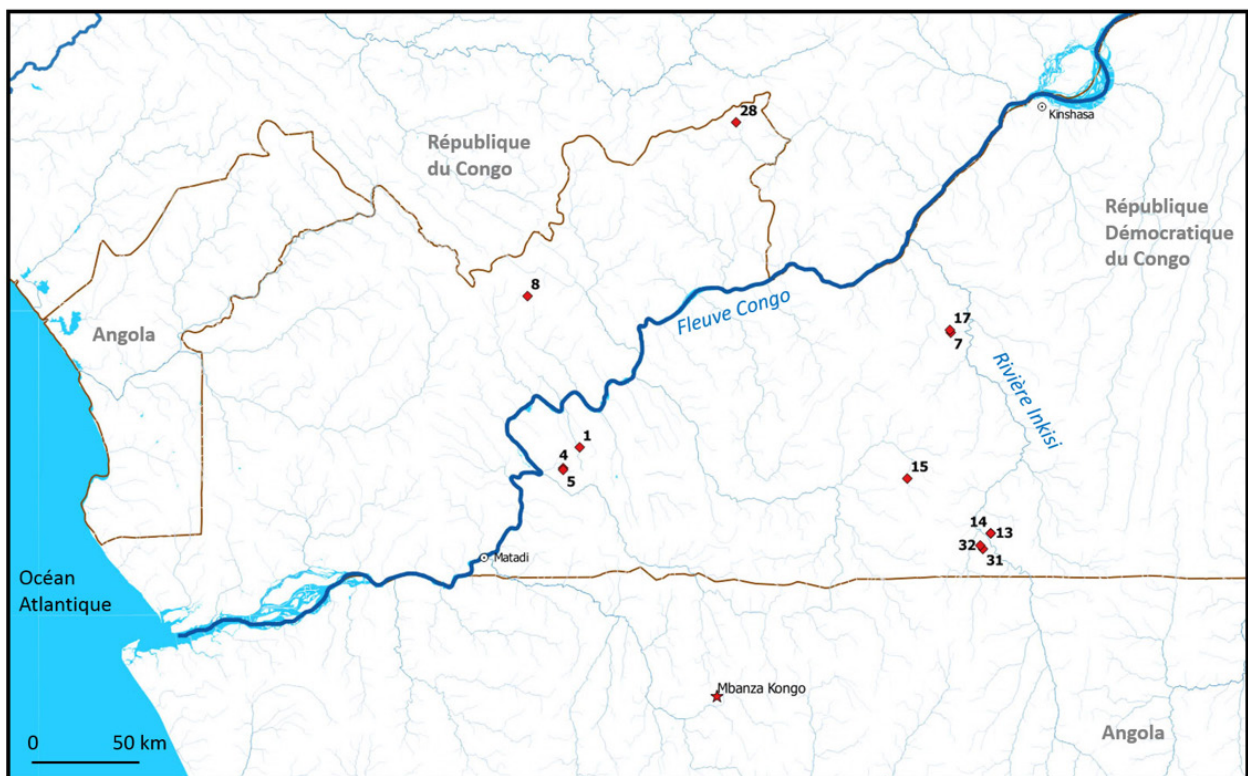 28
Kinshasa
République
du Congo
République
Démocratique
du Congo
8
Fleuve Congo
Angola
17
7
Rivière Inkisi
1
4
5
15
14
13
32
31
Matadi
Océan
Atlantique
Mbanza Kongo
Angola
0
50 km